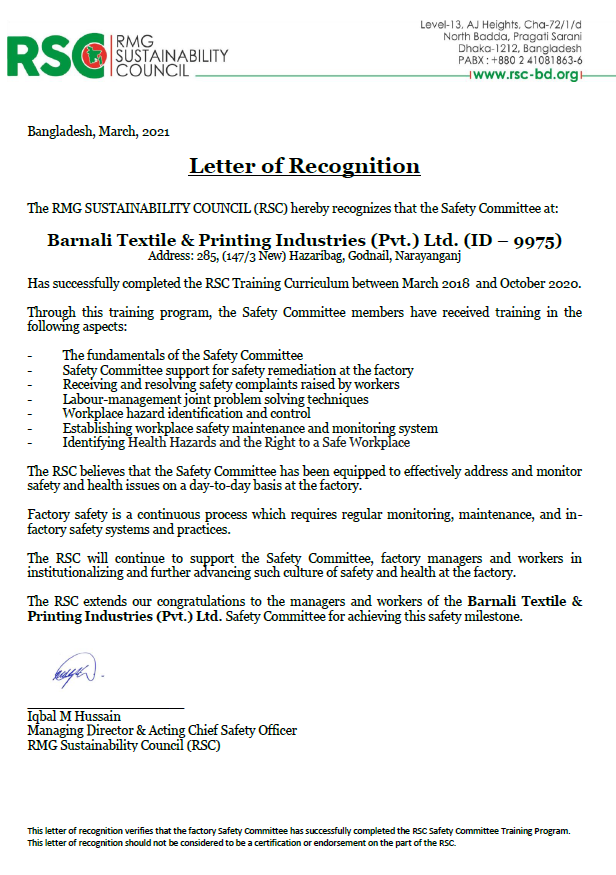 RSC
RMG
SUSTAINABILITY
COUNCIL
Level-13, AJ Heights, Cha-72/1/d
North Badda, Pragati Sarani
Dhaka-1212, Bangladesh
PABX : +880 2 41081863-6
www.rsc-bd.org
Bangladesh, March, 2021
Letter of Recognition
The RMG SUSTAINABILITY COUNCIL (RSC) hereby recognizes that the Safety Committee at:
Barnali Textile & Printing Industries (Pvt.) Ltd. (ID – 9975)
Address: 285, (147/3 New) Hazaribag, Godnail, Narayanganj
Has successfully completed the RSC Training Curriculum between March 2018 and October 2020.
Through this training program, the Safety Committee members have received training in the
following aspects:
- The fundamentals of the Safety Committee
- Safety Committee support for safety remediation at the factory
- Receiving and resolving safety complaints raised by workers
- Labour-management joint problem solving techniques
- Workplace hazard identification and control
- Establishing workplace safety maintenance and monitoring system
- Identifying Health Hazards and the Right to a Safe Workplace
The RSC believes that the Safety Committee has been equipped to effectively address and monitor
safety and health issues on a day-to-day basis at the factory.
Factory safety is a continuous process which requires regular monitoring, maintenance, and in-
factory safety systems and practices.
The RSC will continue to support the Safety Committee, factory managers and workers in
institutionalizing and further advancing such culture of safety and health at the factory.
The RSC extends our congratulations to the managers and workers of the Barnali Textile &
Printing Industries (Pvt.) Ltd. Safety Committee for achieving this safety milestone.
Iqbal M Hussain
Managing Director & Acting Chief Safety Officer
RMG Sustainability Council (RSC)
This letter of recognition verifies that the factory Safety Committee has successfully completed the RSC Safety Committee Training Program.
This letter of recognition should not be considered to be a certification or endorsement on the part of the RSC.